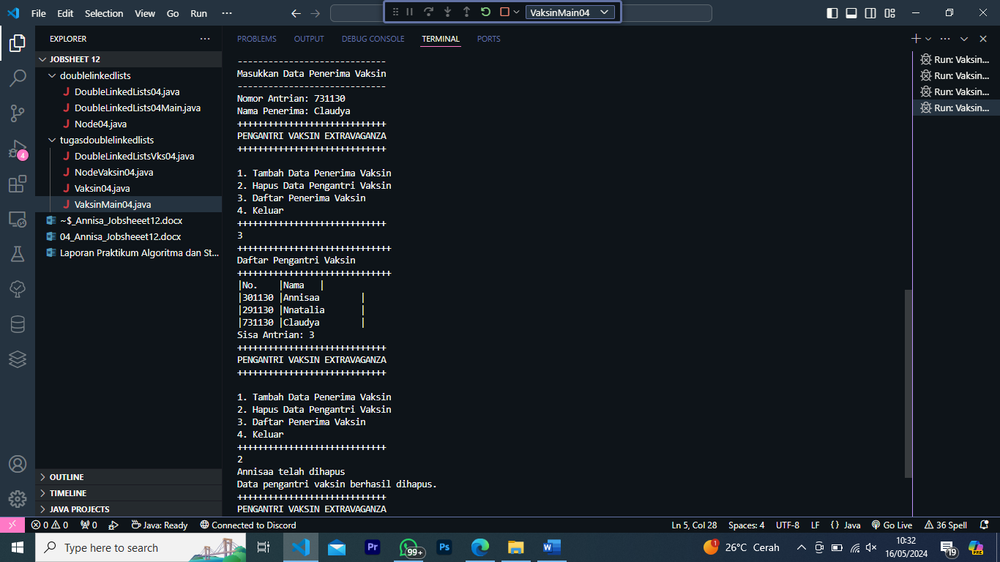 File Edit Selection View Go Run ···
VaksinMain04
EXPLORER
JOBSHEET 12
doublelinkedlists
J DoubleLinkedLists04.java
J DoubleLinkedLists04Main.java
J Node04.java
tugasdoublelinkedlists
J DoubleLinkedListsVks04.java
J NodeVaksin04.java
J Vaksin04.java
J VaksinMain04.java
~$_Annisa_Jobsheeet12.docx
04_Annisa_Jobsheeet12.docx
Laporan Praktikum Algoritma dan St...
4
OUTLINE
TIMELINE
JAVA PROJECTS
PROBLEMS OUTPUT DEBUG CONSOLE TERMINAL PORTS
-----------------------------
Masukkan Data Penerima Vaksin
-----------------------------
Nomor Antrian: 731130
Nama Penerima: Claudya
+++++++++++++++++++++++++++++
PENGANTRI VAKSIN EXTRAVAGANZA
+++++++++++++++++++++++++++++
1. Tambah Data Penerima Vaksin
2. Hapus Data Pengantri Vaksin
3. Daftar Penerima Vaksin
4. Keluar
+++++++++++++++++++++++++++++
3
++++++++++++++++++++++++++++++
Daftar Pengantri Vaksin
++++++++++++++++++++++++++++++
|No. |Nama |
|301130 |Annisaa |
|291130 |Nnatalia |
|731130 |Claudya |
Sisa Antrian: 3
+++++++++++++++++++++++++++++
PENGANTRI VAKSIN EXTRAVAGANZA
+++++++++++++++++++++++++++++
1. Tambah Data Penerima Vaksin
2. Hapus Data Pengantri Vaksin
3. Daftar Penerima Vaksin
4. Keluar
+++++++++++++++++++++++++++++
2
Annisaa telah dihapus
Data pengantri vaksin berhasil dihapus.
+++++++++++++++++++++++++++++
PENGANTRI VAKSIN EXTRAVAGANZA
Run: Vaksin...
Run: Vaksin...
Run: Vaksin...
Run: Vaksin...
0 0 0 Java: Ready Connected to Discord Ln 5, Col 28 Spaces: 4 UTF-8 LF {} Java Go Live 36 Spell
Type here to search
Pr
99+
Ps
W
1
26°C Cerah
10:32
16/05/2024
19
PRE